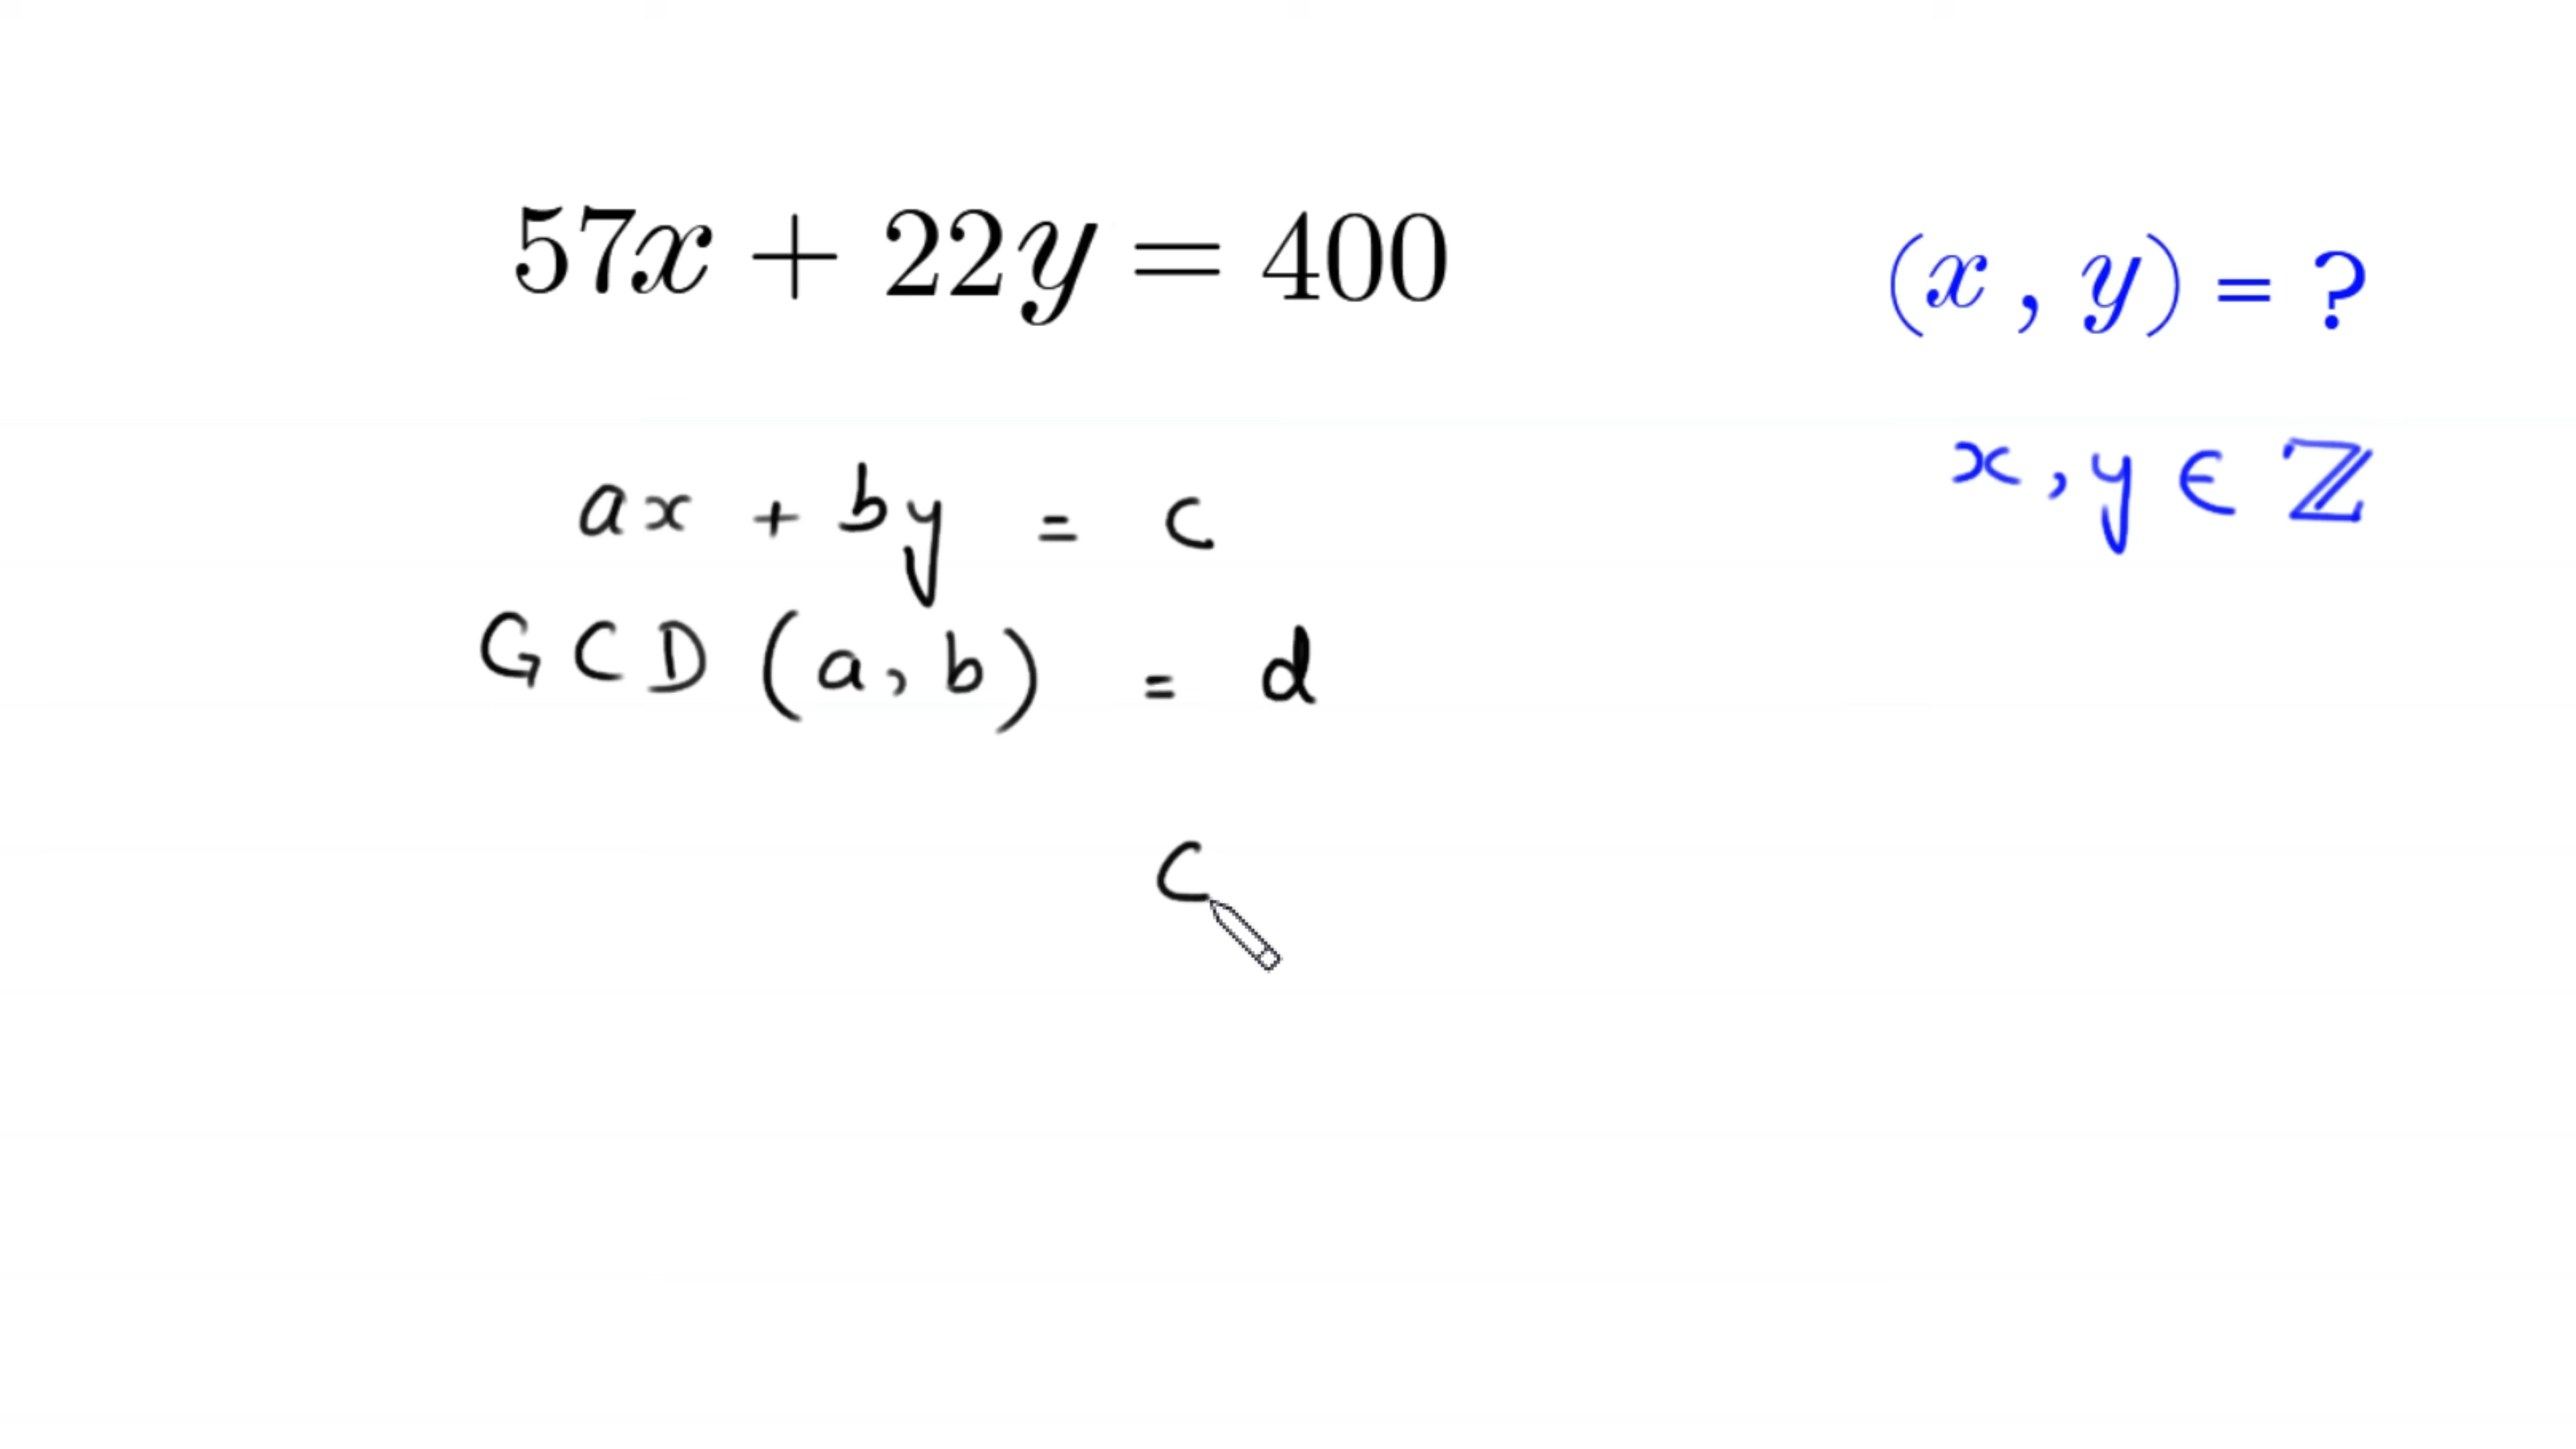 57x + 22y = 400
(x, y) = ?
x, y ∈ ℤ
ax + by = c
GCD (a, b) = d
c